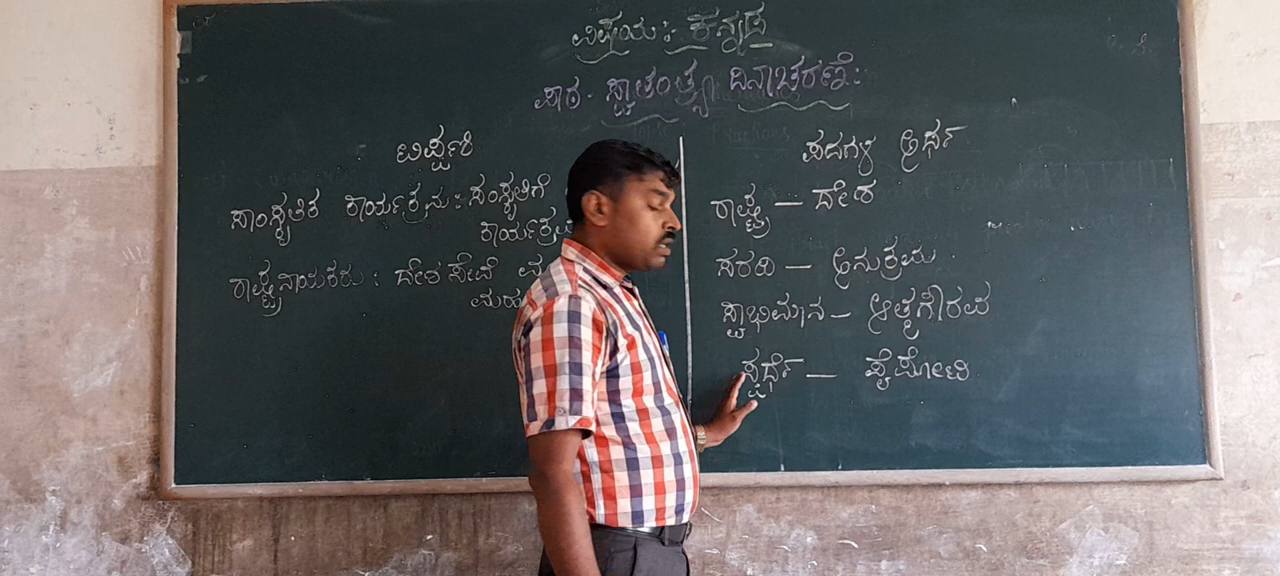 ವಿಷಯ: ಕನ್ನಡ
ಪಾಠ - ಸ್ವಾತಂತ್ರ್ಯ ದಿನಾಚರಣೆ:
ಟಿಪ್ಪಣಿ
ಸಾಂಸ್ಕೃತಿಕ ಕಾರ್ಯಕ್ರಮ: ಸಂಸ್ಕೃತಿಗೆ
ಕಾರ್ಯಕ್ರಮ
ರಾಷ್ಟ್ರನಾಯಕರು: ದೇಶ ಸೇವೆ
ಪದಗಳ ಅರ್ಥ
ರಾಷ್ಟ್ರ — ದೇಶ
ಸರದಿ — ಅನುಕ್ರಮ.
ಸ್ವಾಭಿಮಾನ — ಆತ್ಮಗೌರವ
ಸ್ಪರ್ಧೆ — ಪೈಪೋಟಿ